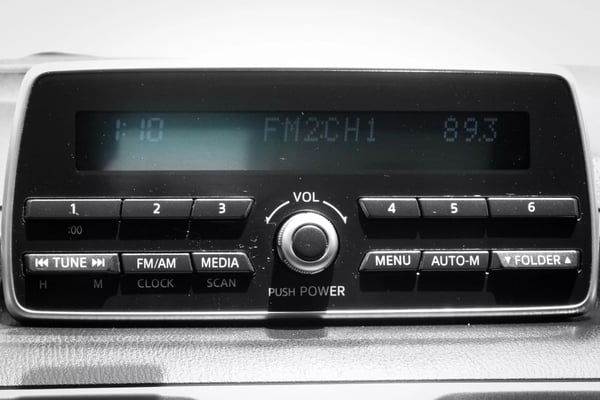 1:10 FM2CH1 89.3
VOL
1 2 3 4 5 6
:00
TUNE FM/AM MEDIA MENU AUTO-M FOLDER
H M CLOCK SCAN
PUSH POWER